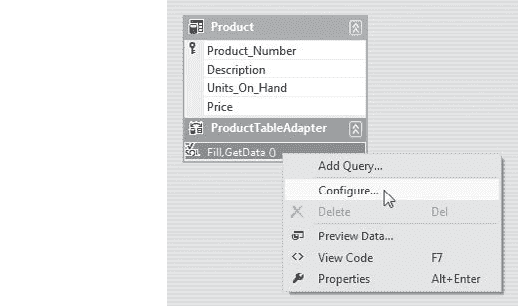 Product
Product_Number
Description
Units_On_Hand
Price
ProductTableAdapter
Fill,GetData ()
Add Query...
Configure...
Delete Del
Preview Data...
View Code F7
Properties Alt+Enter